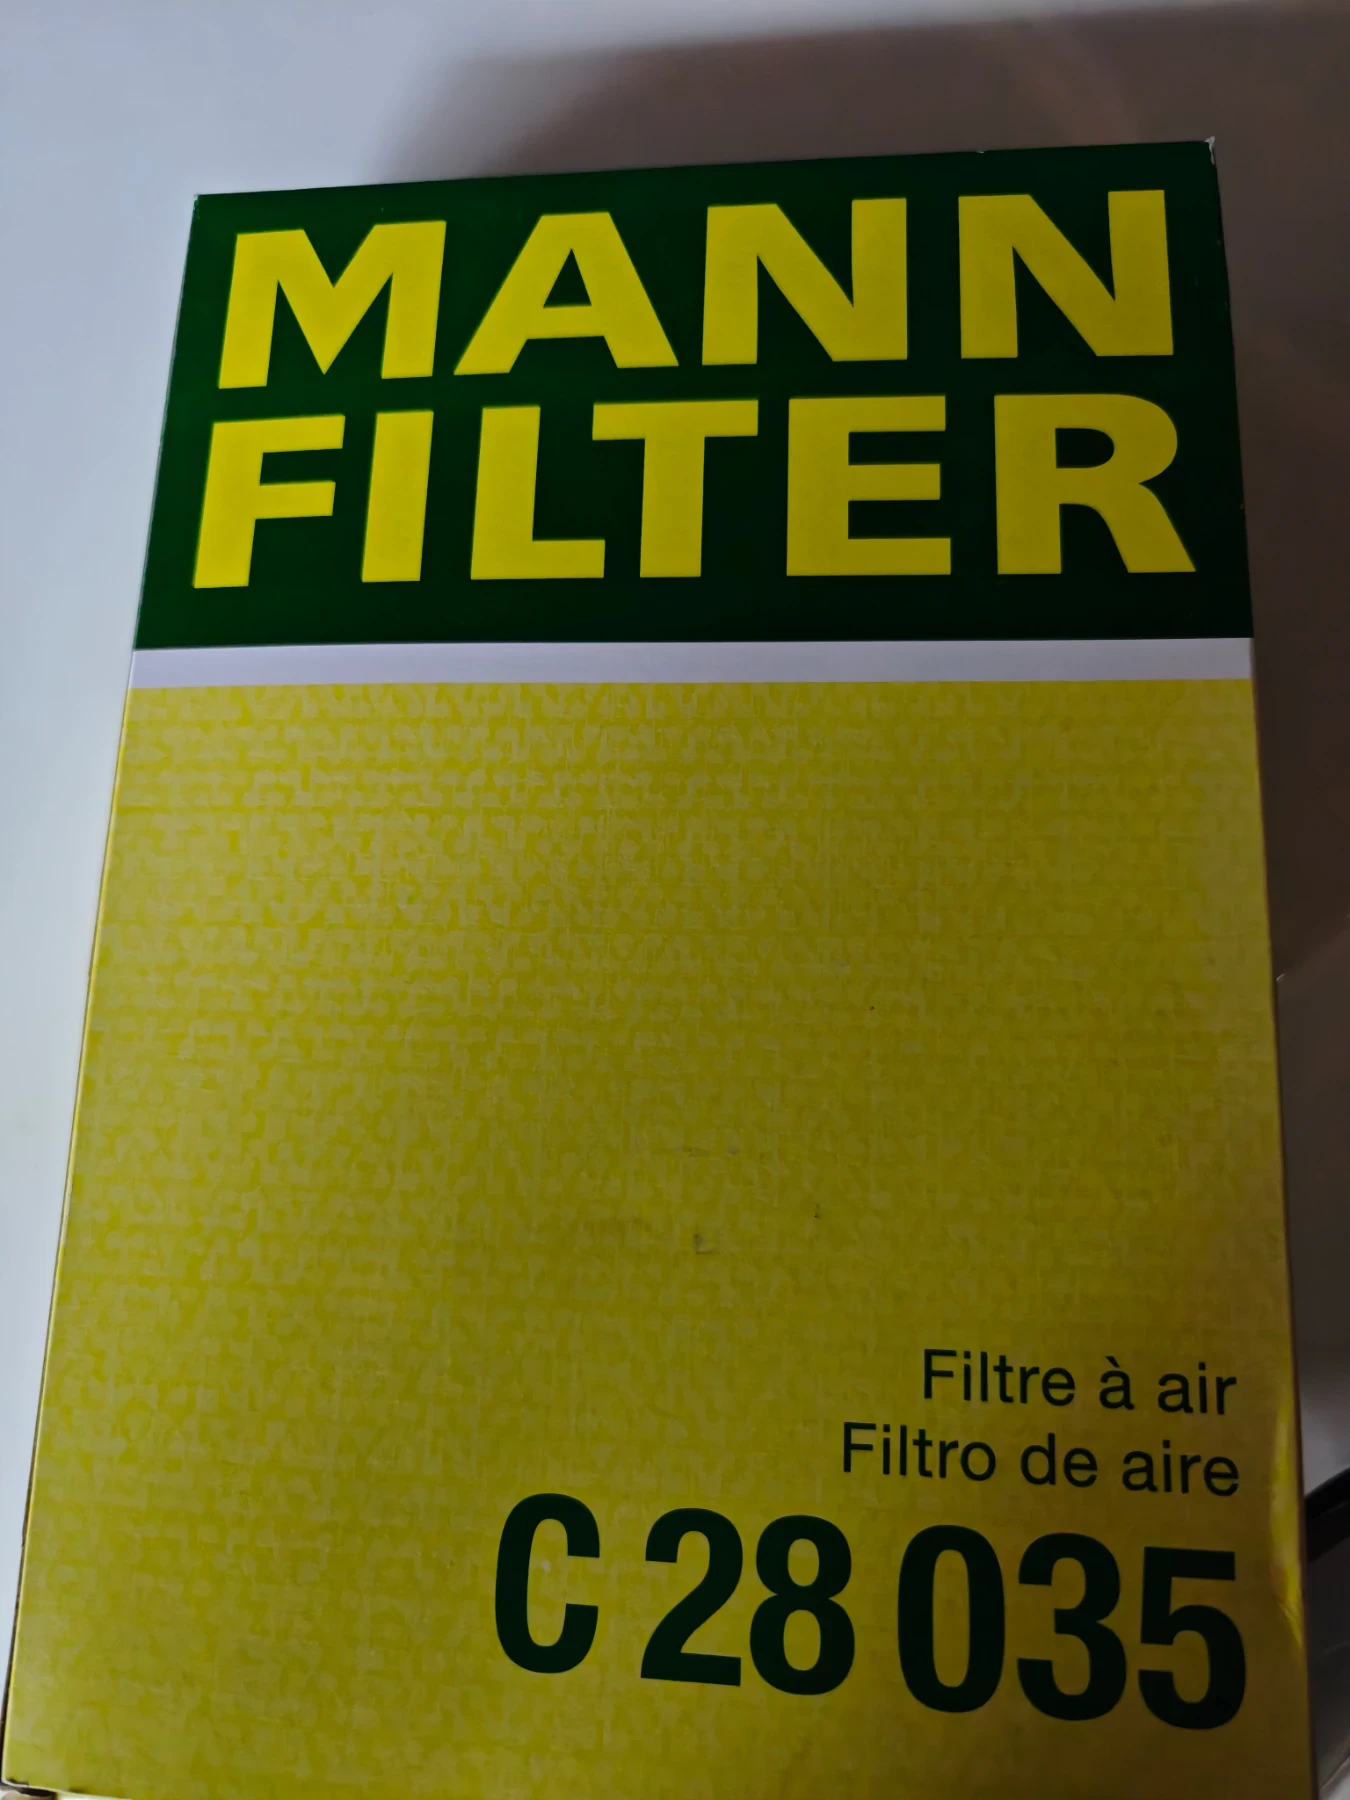 MANN
FILTER
Filtre à air
Filtro de aire
C 28 035